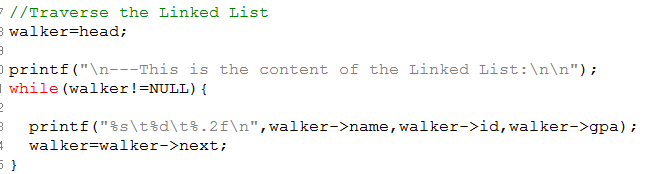 //Traverse the Linked List
walker=head;
printf("\n---This is the content of the Linked List:\n\n");
while(walker!=NULL){
printf("%s\t%d\t%.2f\n",walker->name,walker->id,walker->gpa);
walker=walker->next;
}